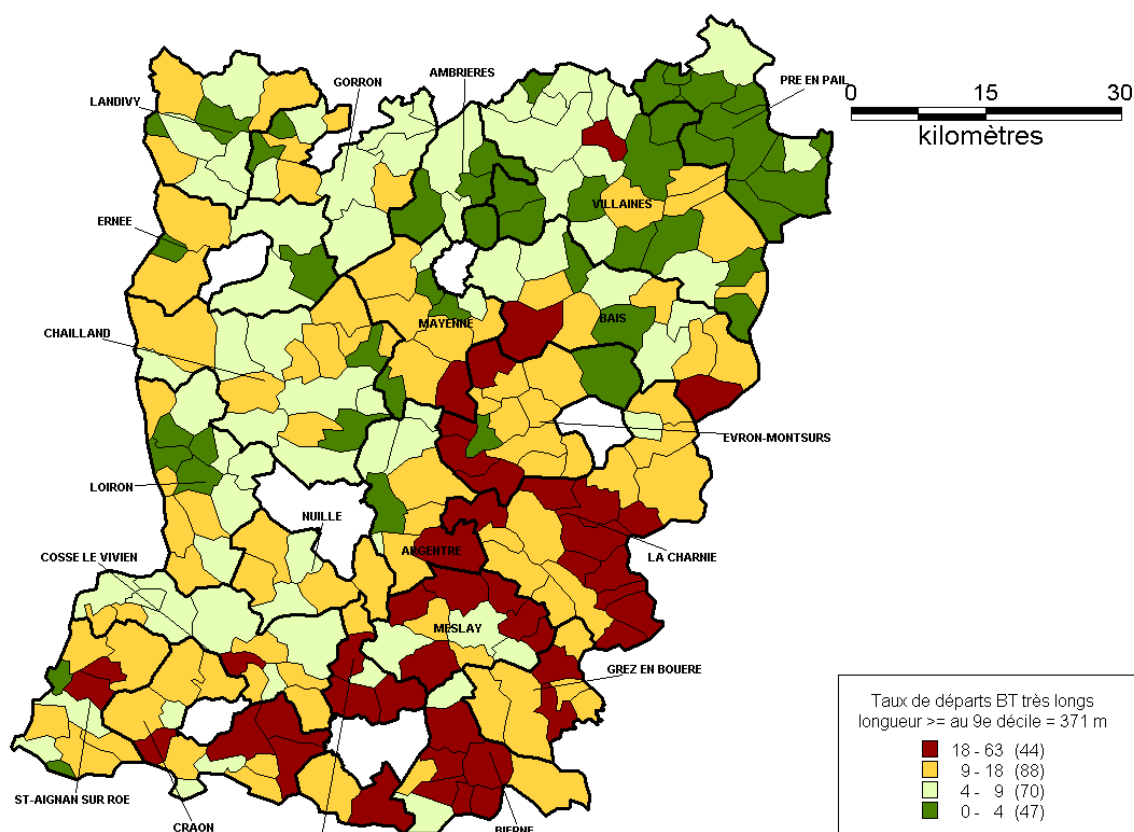 GORRON
AMBRIERES
PRE EN PAIL
LANDIVY
0 15 30
kilomètres
VILLAINES
ERNEE
CHAILLAND
MAYENNE
BAIS
EVRON-MONTSURS
LOIRON
NUILLE
COSSE LE VIVIEN
ARGENTRE
LA CHARNIE
MESLAY
GREZ EN BOUERE
ST-AIGNAN SUR ROE
CRAON
BIERNE
Taux de départs BT très longs
longueur >= au 9e décile = 371 m
18 - 63 (44)
9 - 18 (88)
4 - 9 (70)
0 - 4 (47)